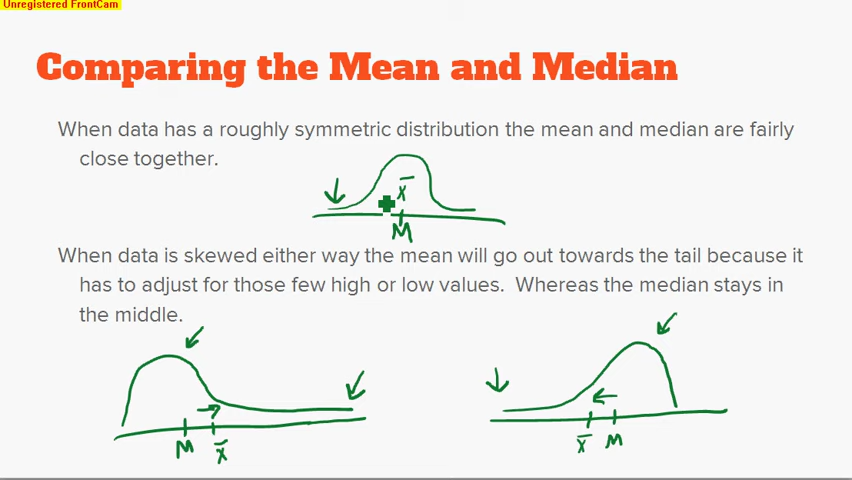 Unregistered FrontCam
Comparing the Mean and Median
When data has a roughly symmetric distribution the mean and median are fairly
close together.
x̄
M
When data is skewed either way the mean will go out towards the tail because it
has to adjust for those few high or low values. Whereas the median stays in
the middle.
M x̄
x̄ M